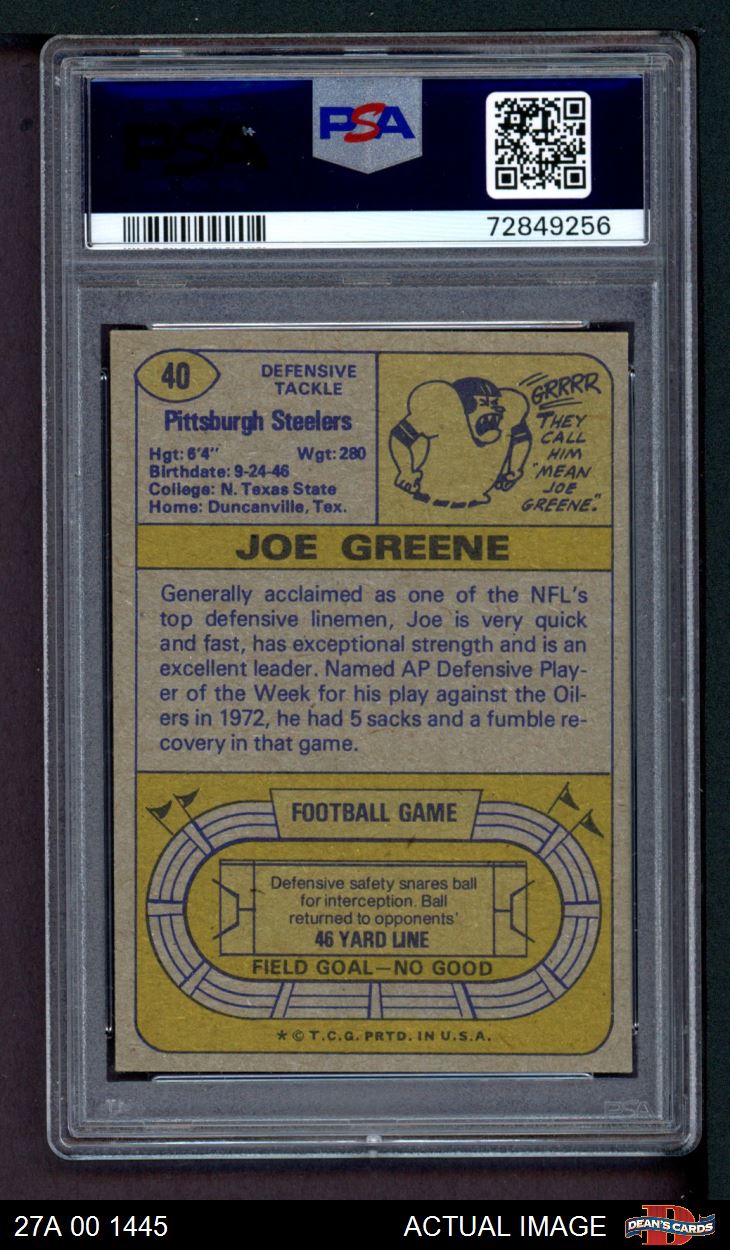 PSA
PSA
72849256
40
DEFENSIVE
TACKLE
Pittsburgh Steelers
Hgt: 6'4" Wgt: 280
Birthdate: 9-24-46
College: N. Texas State
Home: Duncanville, Tex.
GRRRR
THEY
CALL
HIM
"MEAN
JOE
GREENE."
JOE GREENE
Generally acclaimed as one of the NFL's
top defensive linemen, Joe is very quick
and fast, has exceptional strength and is an
excellent leader. Named AP Defensive Play-
er of the Week for his play against the Oil-
ers in 1972, he had 5 sacks and a fumble re-
covery in that game.
FOOTBALL GAME
Defensive safety snares ball
for interception. Ball
returned to opponents'
46 YARD LINE
FIELD GOAL—NO GOOD
* © T.C.G. PRTD. IN U.S.A.
PSA
27A 00 1445 ACTUAL IMAGE DEAN'S CARDS